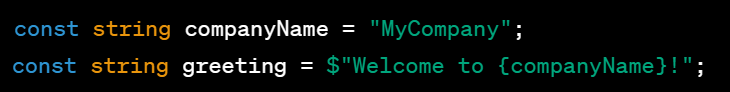 const string companyName = "MyCompany";
const string greeting = $"Welcome to {companyName}!";